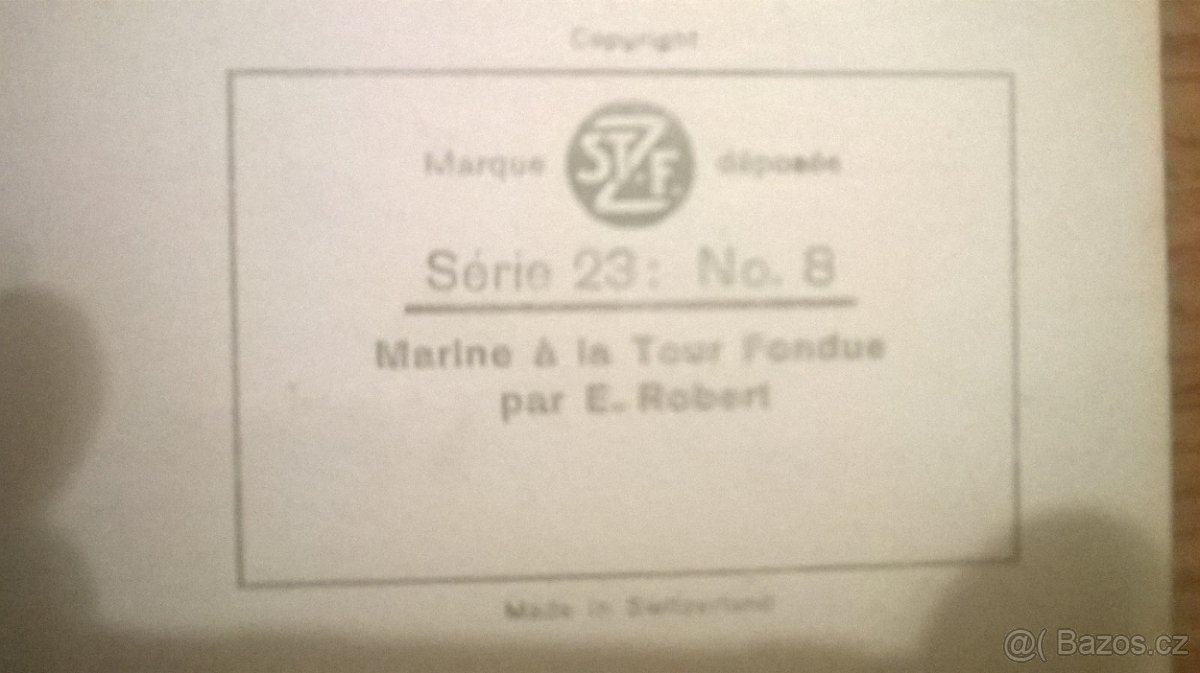 Copyright
Marque STZF. déposée
Série 23: No. 8
Marine à la Tour Fondue
par E. Robert
Made in Switzerland
@( Bazos.cz